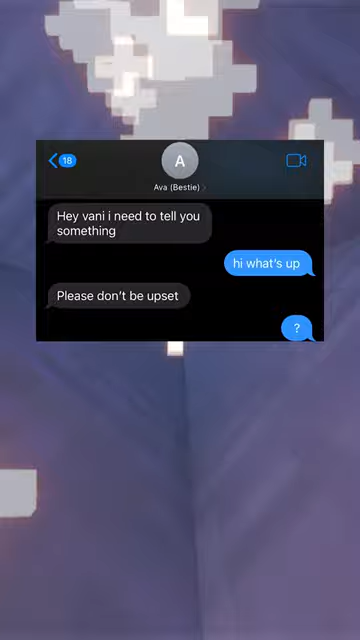 18
A
Ava (Bestie)
Hey vani i need to tell you
something
hi what's up
Please don't be upset
?